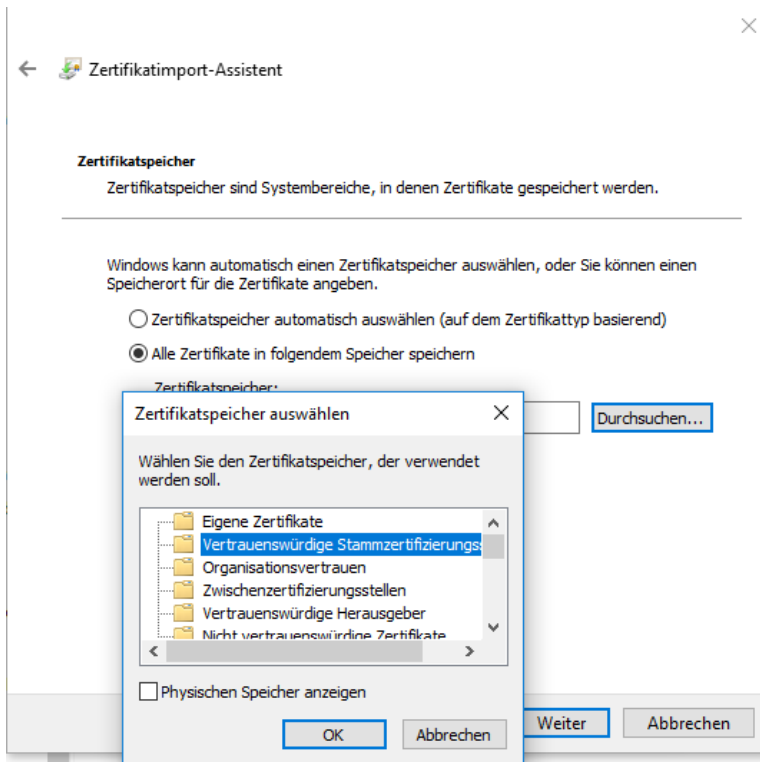 Zertifikatimport-Assistent
Zertifikatspeicher
Zertifikatspeicher sind Systembereiche, in denen Zertifikate gespeichert werden.
Windows kann automatisch einen Zertifikatspeicher auswählen, oder Sie können einen
Speicherort für die Zertifikate angeben.
Zertifikatspeicher automatisch auswählen (auf dem Zertifikattyp basierend)
Alle Zertifikate in folgendem Speicher speichern
Zertifikatspeicher:
Durchsuchen...
Zertifikatspeicher auswählen
Wählen Sie den Zertifikatspeicher, der verwendet
werden soll.
Eigene Zertifikate
Vertrauenswürdige Stammzertifizierungs
Organisationsvertrauen
Zwischenzertifizierungsstellen
Vertrauenswürdige Herausgeber
Nicht vertrauenswürdige Zertifikate
Physischen Speicher anzeigen
OK
Abbrechen
Weiter
Abbrechen